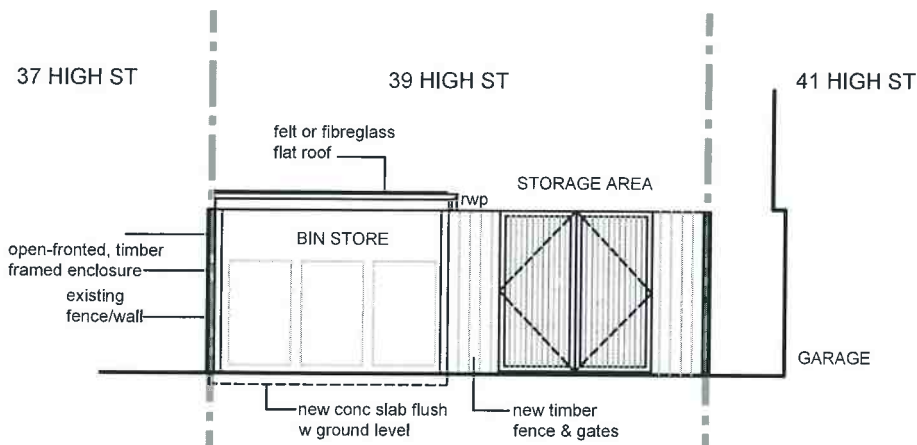 37 HIGH ST
39 HIGH ST
41 HIGH ST
felt or fibreglass
flat roof
STORAGE AREA
rwp
BIN STORE
open-fronted, timber
framed enclosure
existing
fence/wall
GARAGE
new conc slab flush
w ground level
new timber
fence & gates